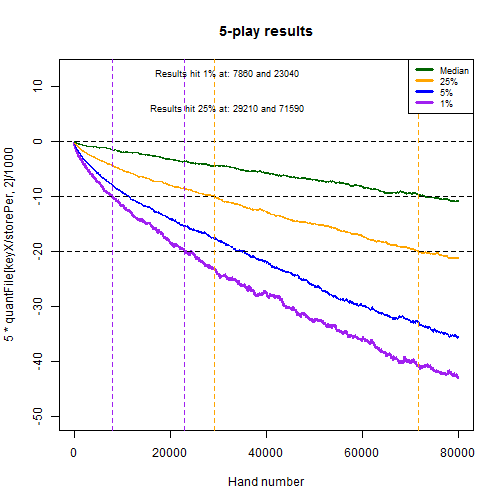 5-play results
Results hit 1% at: 7860 and 23040
Results hit 25% at: 29210 and 71590
Median
25%
5%
1%
5 * quantFile[keyX/storePer, 2]/1000
10
0
-10
-20
-30
-40
-50
0
20000
40000
60000
80000
Hand number